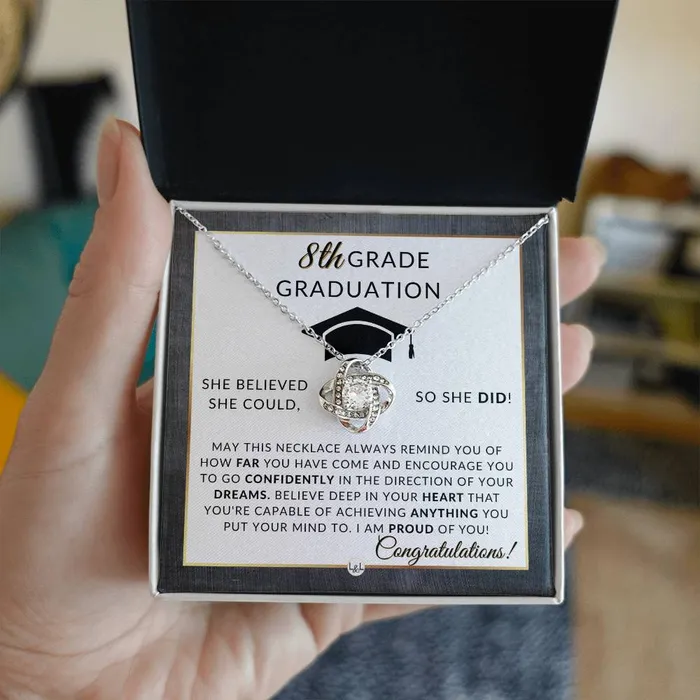 8th GRADE
GRADUATION
SHE BELIEVED
SHE COULD,
SO SHE DID!
MAY THIS NECKLACE ALWAYS REMIND YOU OF
HOW FAR YOU HAVE COME AND ENCOURAGE YOU
TO GO CONFIDENTLY IN THE DIRECTION OF YOUR
DREAMS. BELIEVE DEEP IN YOUR HEART THAT
YOU'RE CAPABLE OF ACHIEVING ANYTHING YOU
PUT YOUR MIND TO. I AM PROUD OF YOU!
Congratulations!
L&L